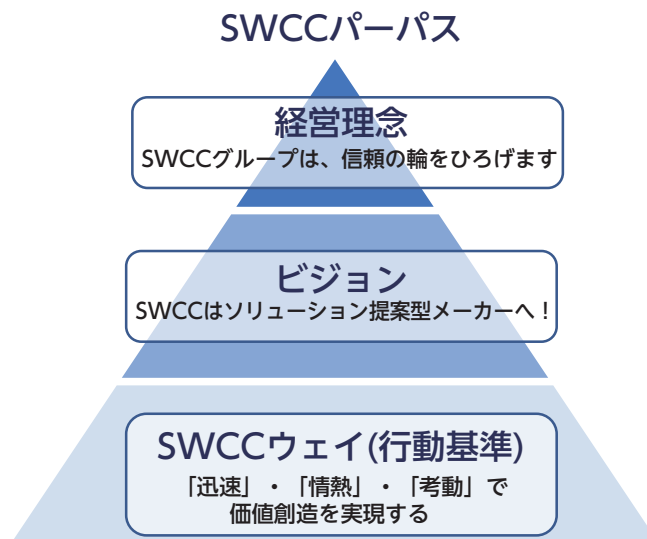 SWCCパーパス
経営理念
SWCCグループは、信頼の輪をひろげます
ビジョン
SWCCはソリューション提案型メーカーへ！
SWCCウェイ(行動基準)
「迅速」・「情熱」・「考動」で
価値創造を実現する